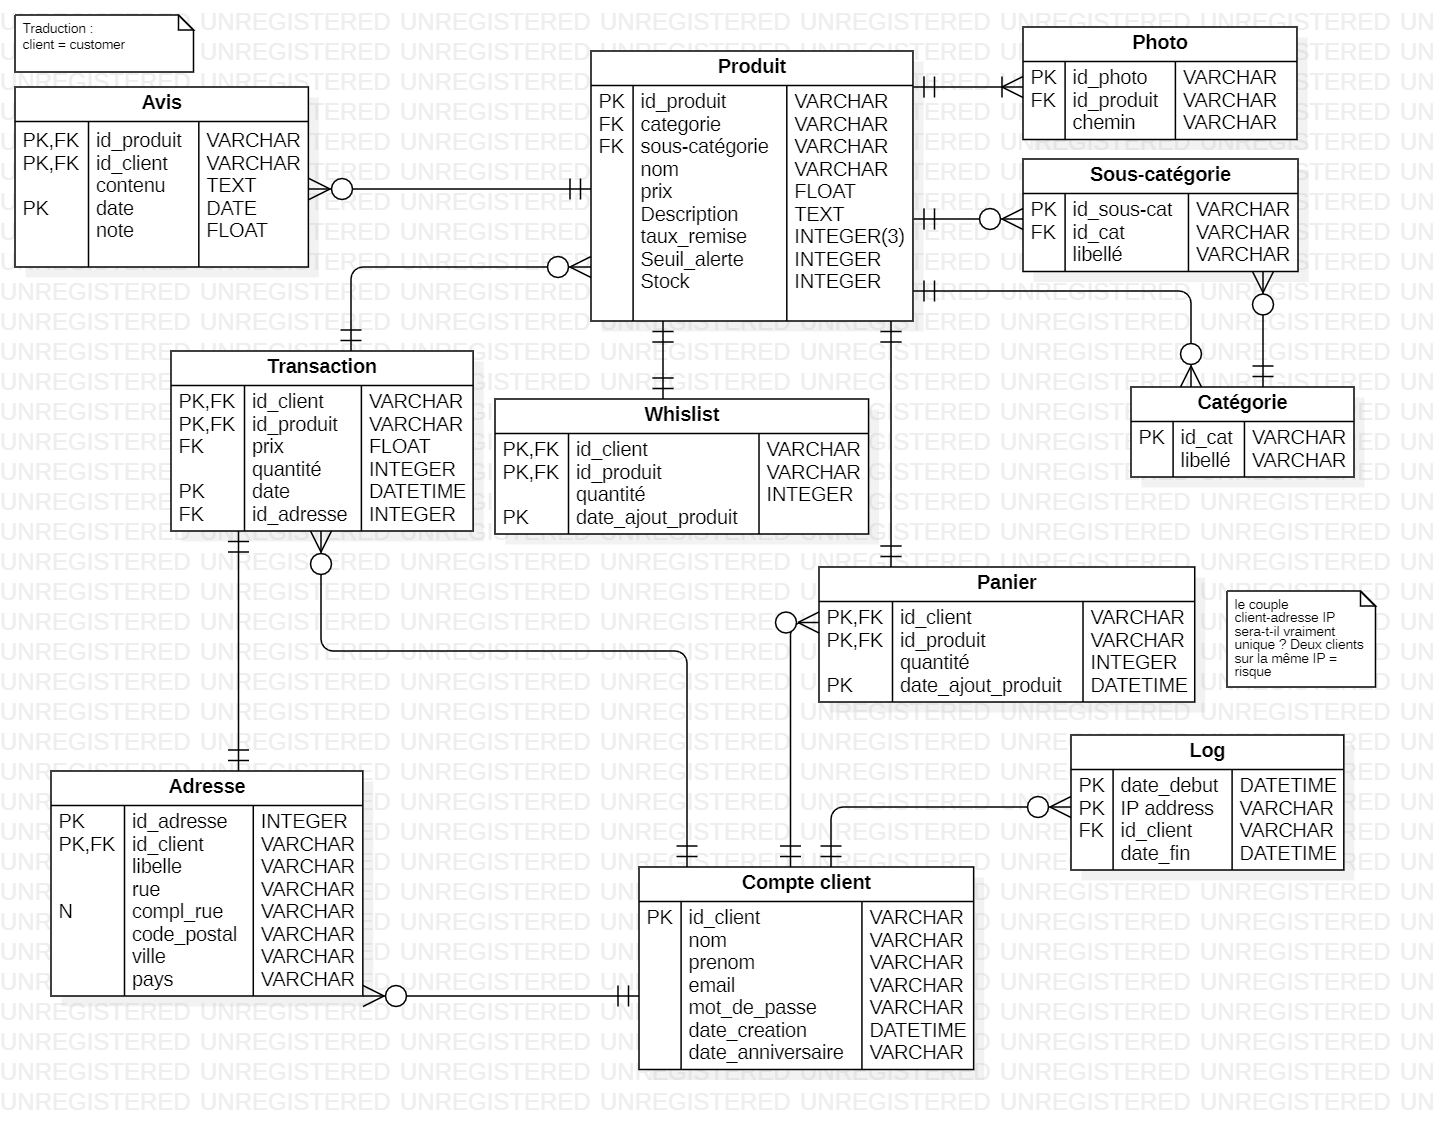 Traduction :
client = customer
Avis
PK,FK id_produit VARCHAR
PK,FK id_client VARCHAR
contenu TEXT
PK date DATE
note FLOAT
Produit
PK id_produit VARCHAR
FK categorie VARCHAR
FK sous-catégorie VARCHAR
nom VARCHAR
prix FLOAT
Description TEXT
taux_remise INTEGER(3)
Seuil_alerte INTEGER
Stock INTEGER
Photo
PK id_photo VARCHAR
FK id_produit VARCHAR
chemin VARCHAR
Sous-catégorie
PK id_sous-cat VARCHAR
FK id_cat VARCHAR
libellé VARCHAR
Transaction
PK,FK id_client VARCHAR
PK,FK id_produit VARCHAR
FK prix FLOAT
quantité INTEGER
PK date DATETIME
FK id_adresse INTEGER
Whislist
PK,FK id_client VARCHAR
PK,FK id_produit VARCHAR
quantité INTEGER
PK date_ajout_produit
Catégorie
PK id_cat VARCHAR
libellé VARCHAR
Panier
PK,FK id_client VARCHAR
PK,FK id_produit VARCHAR
quantité INTEGER
PK date_ajout_produit DATETIME
le couple
client-adresse IP
sera-t-il vraiment
unique ? Deux clients
sur la même IP =
risque
Log
PK date_debut DATETIME
PK IP address VARCHAR
FK id_client VARCHAR
date_fin DATETIME
Adresse
PK id_adresse INTEGER
PK,FK id_client VARCHAR
libelle VARCHAR
rue VARCHAR
N compl_rue VARCHAR
code_postal VARCHAR
ville VARCHAR
pays VARCHAR
Compte client
PK id_client VARCHAR
nom VARCHAR
prenom VARCHAR
email VARCHAR
mot_de_passe VARCHAR
date_creation DATETIME
date_anniversaire VARCHAR
UNREGISTERED